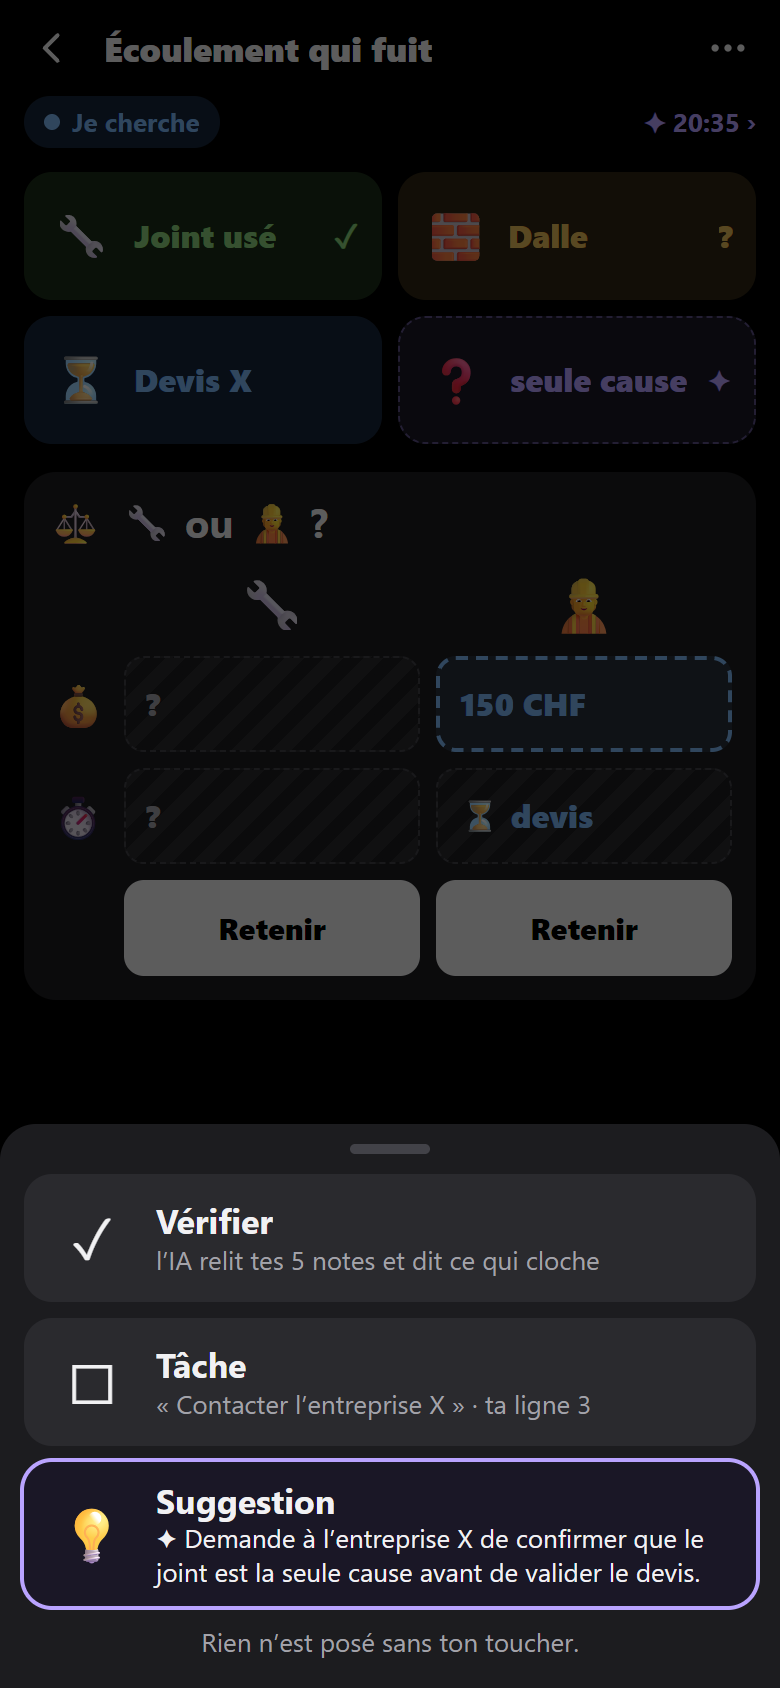 Écoulement qui fuit
Je cherche
✦ 20:35 ›
Joint usé ✓
Dalle ?
Devis X
seule cause ✦
ou ?
?
150 CHF
?
devis
Retenir
Retenir
Vérifier
l’IA relit tes 5 notes et dit ce qui cloche
Tâche
« Contacter l’entreprise X » · ta ligne 3
Suggestion
✦ Demande à l’entreprise X de confirmer que le
joint est la seule cause avant de valider le devis.
Rien n’est posé sans ton toucher.